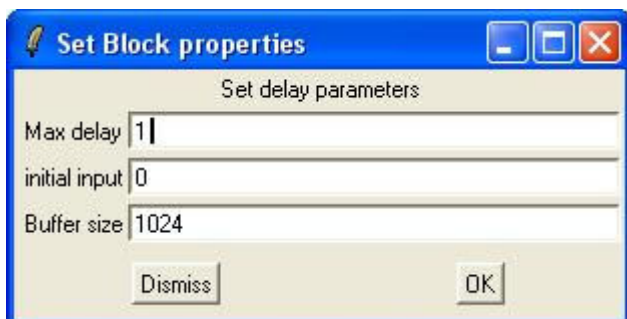 Set Block properties
Set delay parameters
Max delay 1
initial input 0
Buffer size 1024
Dismiss OK